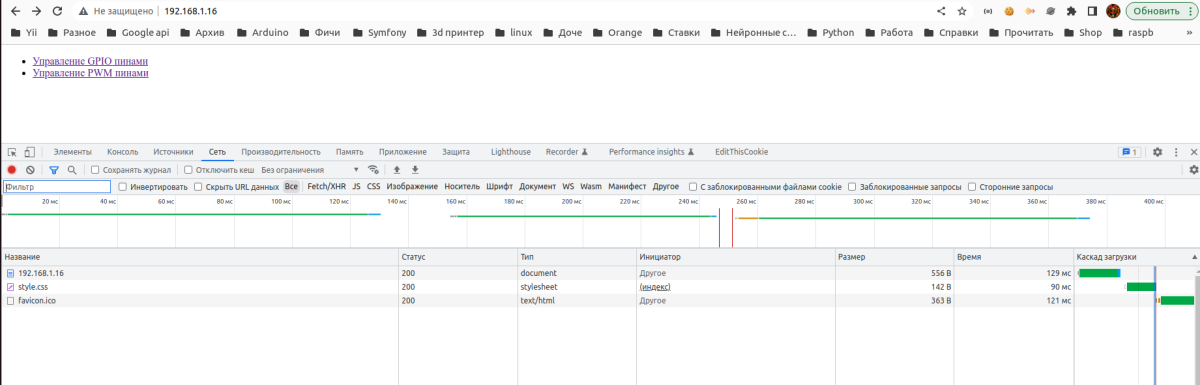 Не защищено 192.168.1.16 Обновить
Yii Разное Google api Архив Arduino Фичи Symfony 3d принтер linux Доче Orange Ставки Нейронные с... Python Работа Справки Прочитать Shop raspb »
Управление GPIO пинами
Управление PWM пинами
Элементы Консоль Источники Сеть Производительность Память Приложение Защита Lighthouse Recorder Performance insights EditThisCookie 1
Сохранять журнал Отключить кеш Без ограничения
Фильтр Инвертировать Скрыть URL данных Все Fetch/XHR JS CSS Изображение Носитель Шрифт Документ WS Wasm Манифест Другое С заблокированными файлами cookie Заблокированные запросы Сторонние запросы
20 мс 40 мс 60 мс 80 мс 100 мс 120 мс 140 мс 160 мс 180 мс 200 мс 220 мс 240 мс 260 мс 280 мс 300 мс 320 мс 340 мс 360 мс 380 мс 400 мс
Название Статус Тип Инициатор Размер Время Каскад загрузки
192.168.1.16 200 document Другое 556 B 129 мс
style.css 200 stylesheet (индекс) 142 B 90 мс
favicon.ico 200 text/html Другое 363 B 121 мс